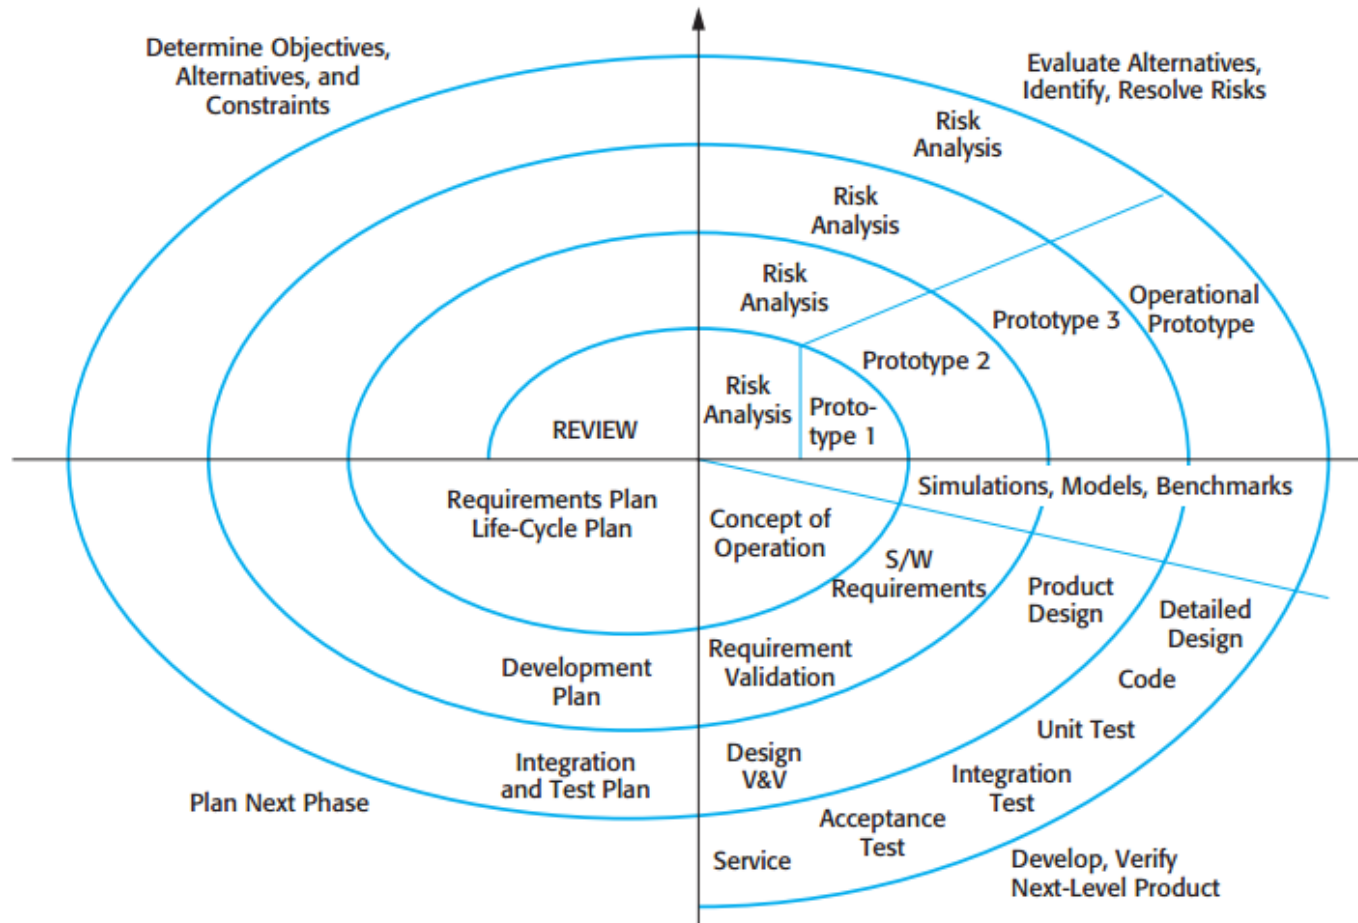 Determine Objectives,
Alternatives, and
Constraints
Evaluate Alternatives,
Identify, Resolve Risks
Risk
Analysis
Risk
Analysis
Risk
Analysis
Operational
Prototype
Prototype 3
Prototype 2
Risk
Analysis
Proto-
type 1
REVIEW
Simulations, Models, Benchmarks
Requirements Plan
Life-Cycle Plan
Concept of
Operation
S/W
Requirements
Product
Design
Detailed
Design
Requirement
Validation
Development
Plan
Code
Unit Test
Design
V&V
Integration
and Test Plan
Integration
Test
Plan Next Phase
Acceptance
Test
Service
Develop, Verify
Next-Level Product